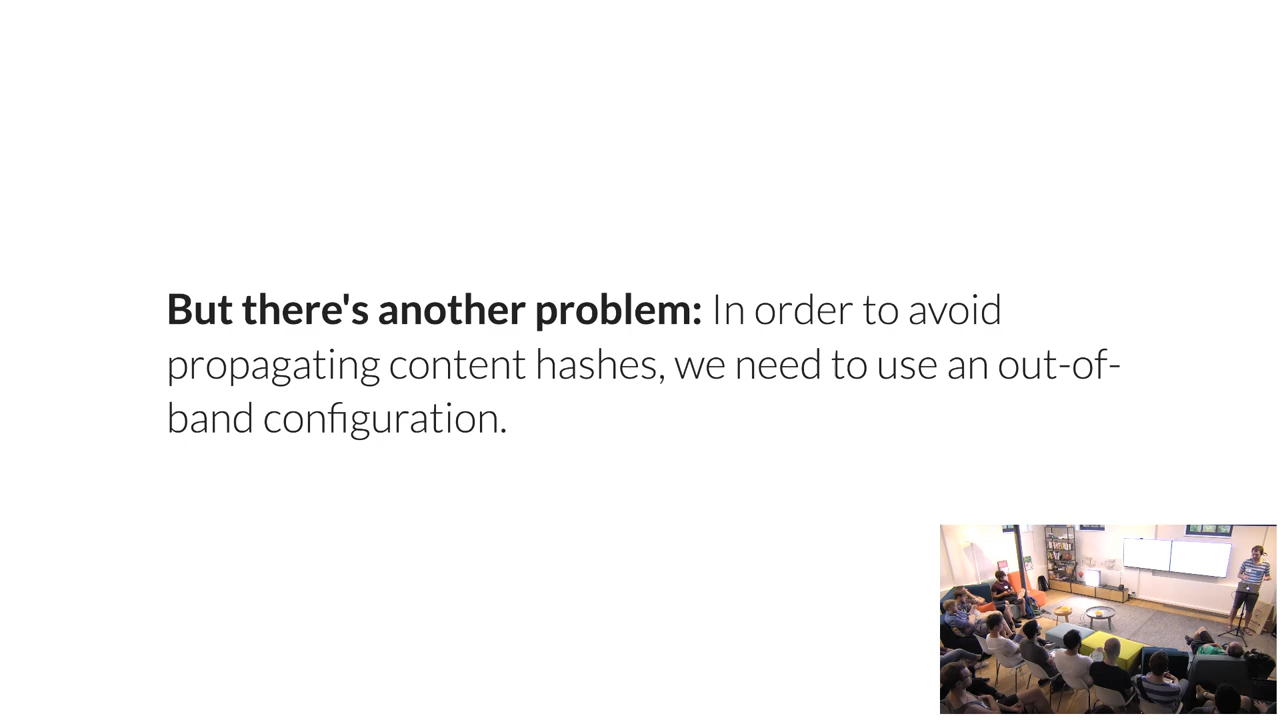 But there's another problem: In order to avoid
propagating content hashes, we need to use an out-of-
band configuration.